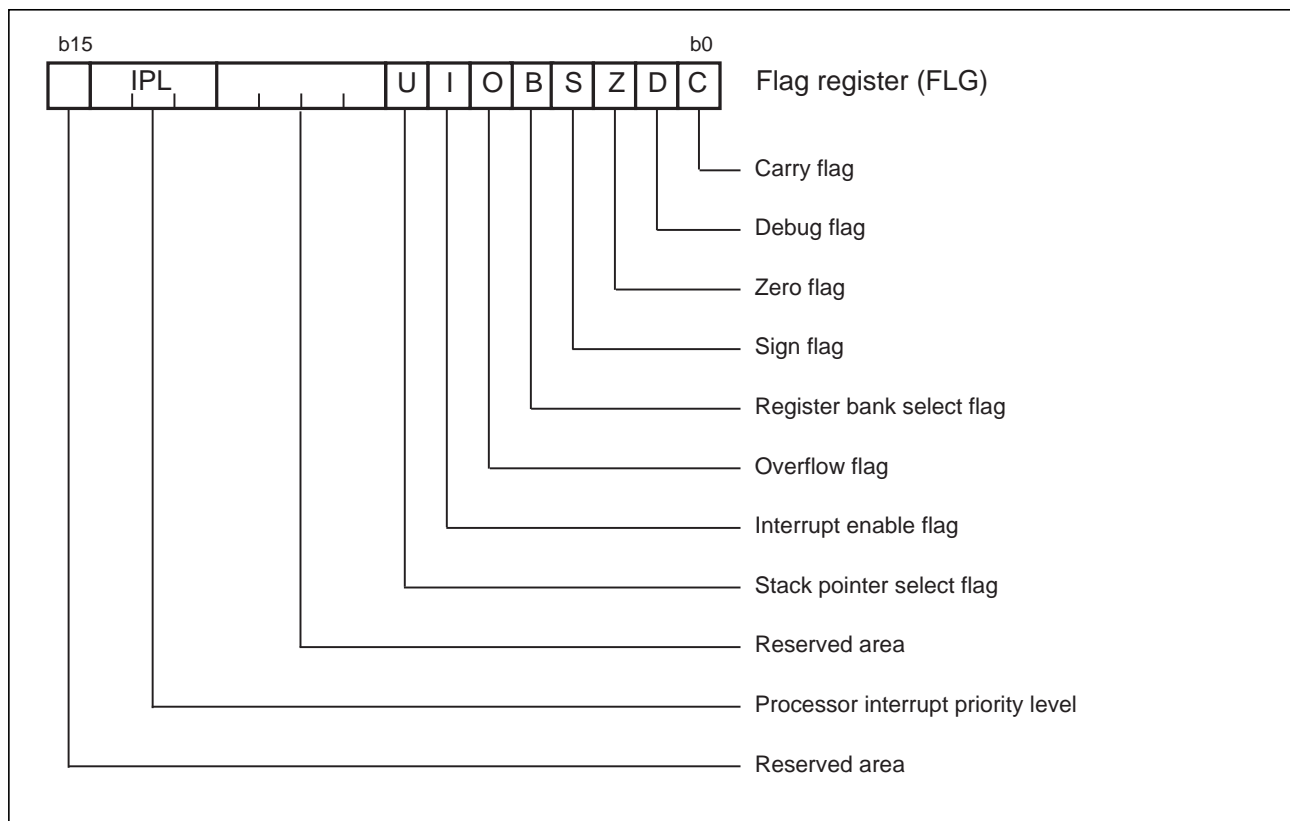 b15 b0
IPL U I O B S Z D C Flag register (FLG)
Carry flag
Debug flag
Zero flag
Sign flag
Register bank select flag
Overflow flag
Interrupt enable flag
Stack pointer select flag
Reserved area
Processor interrupt priority level
Reserved area